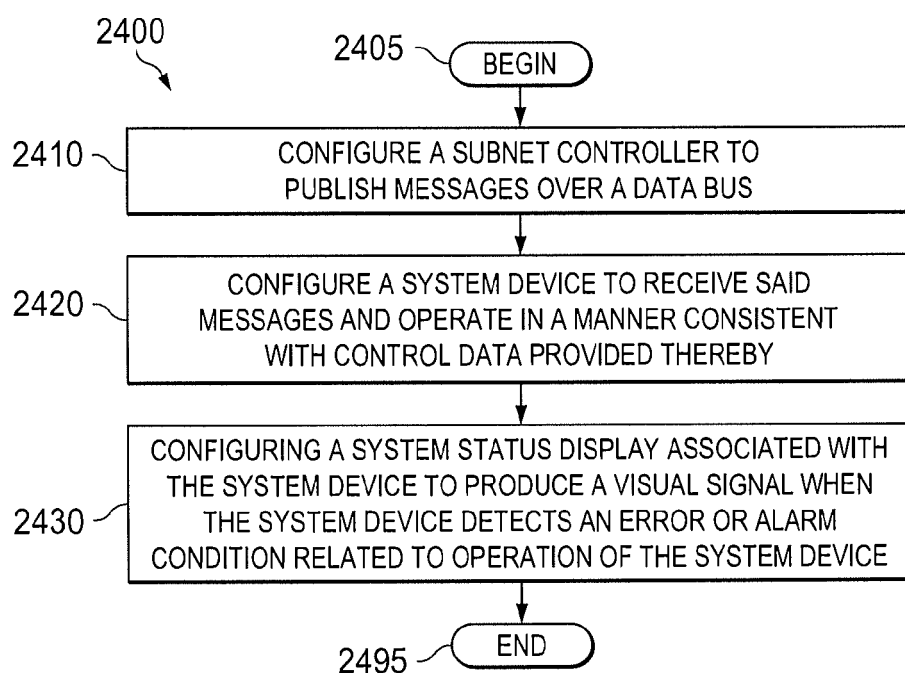 2400
2405
BEGIN
2410
CONFIGURE A SUBNET CONTROLLER TO
PUBLISH MESSAGES OVER A DATA BUS
2420
CONFIGURE A SYSTEM DEVICE TO RECEIVE SAID
MESSAGES AND OPERATE IN A MANNER CONSISTENT
WITH CONTROL DATA PROVIDED THEREBY
2430
CONFIGURING A SYSTEM STATUS DISPLAY ASSOCIATED WITH
THE SYSTEM DEVICE TO PRODUCE A VISUAL SIGNAL WHEN
THE SYSTEM DEVICE DETECTS AN ERROR OR ALARM
CONDITION RELATED TO OPERATION OF THE SYSTEM DEVICE
END
2495